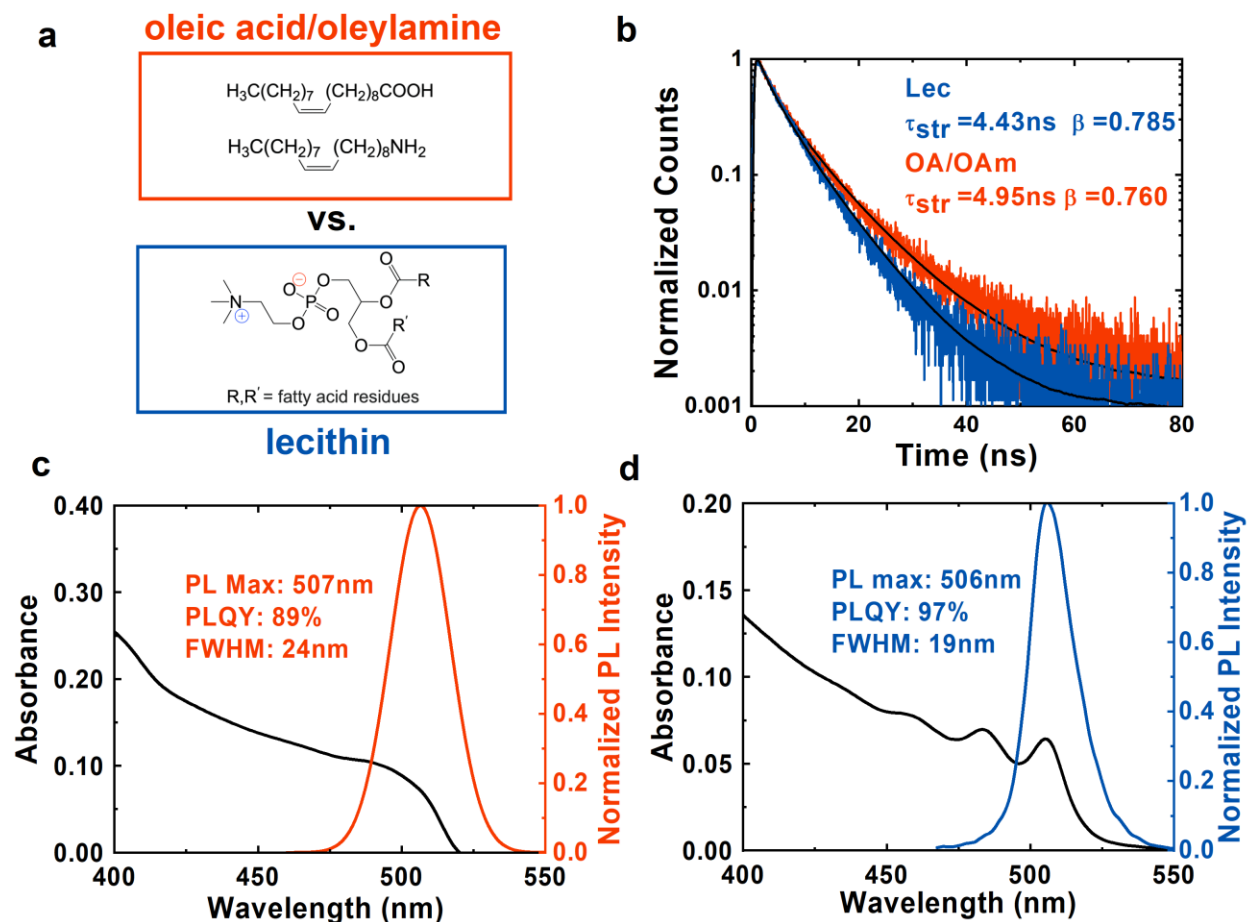 a
oleic acid/oleylamine
H3C(H2C)7 (CH2)8COOH
H3C(H2C)7 (CH2)8NH2
vs.
O⊖
O
P
O
O
O
R
N
⊕
O
O
R'
O
O
R,R' = fatty acid residues
lecithin
b
Normalized Counts
1
0.1
0.01
0.001
Lec
τstr =4.43ns β =0.785
OA/OAm
τstr =4.95ns β =0.760
0 20 40 60 80
Time (ns)
c
Absorbance
0.40
0.30
0.20
0.10
0.00
PL Max: 507nm
PLQY: 89%
FWHM: 24nm
1.0
0.8
0.6
0.4
0.2
0.0
Normalized PL Intensity
400 450 500 550
Wavelength (nm)
d
Absorbance
0.20
0.15
0.10
0.05
0.00
PL max: 506nm
PLQY: 97%
FWHM: 19nm
1.0
0.8
0.6
0.4
0.2
0.0
Normalized PL Intensity
400 450 500 550
Wavelength (nm)